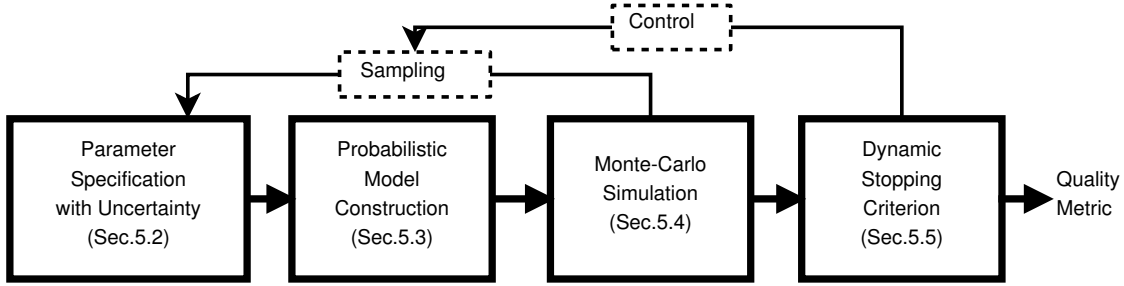 Control
Sampling
Parameter
Specification
with Uncertainty
(Sec.5.2)
Probabilistic
Model
Construction
(Sec.5.3)
Monte-Carlo
Simulation
(Sec.5.4)
Dynamic
Stopping
Criterion
(Sec.5.5)
Quality
Metric